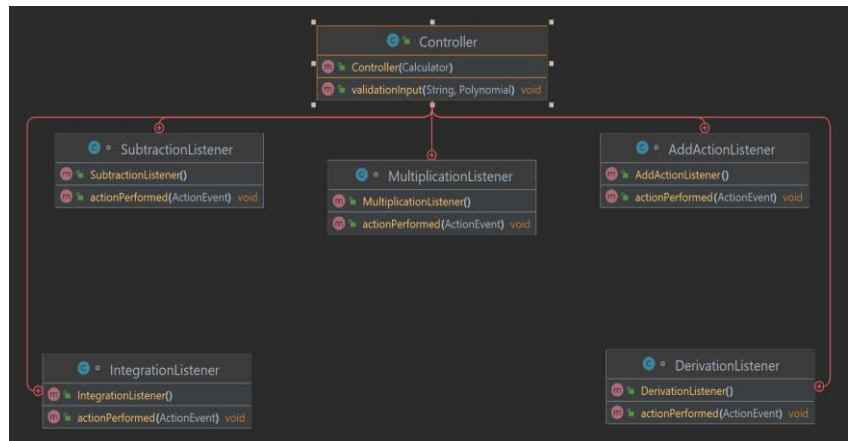 Controller
Controller(Calculator)
validationInput(String, Polynomial) void
SubtractionListener
SubtractionListener()
actionPerformed(ActionEvent) void
MultiplicationListener
MultiplicationListener()
actionPerformed(ActionEvent) void
AddActionListener
AddActionListener()
actionPerformed(ActionEvent) void
IntegrationListener
IntegrationListener()
actionPerformed(ActionEvent) void
DerivationListener
DerivationListener()
actionPerformed(ActionEvent) void